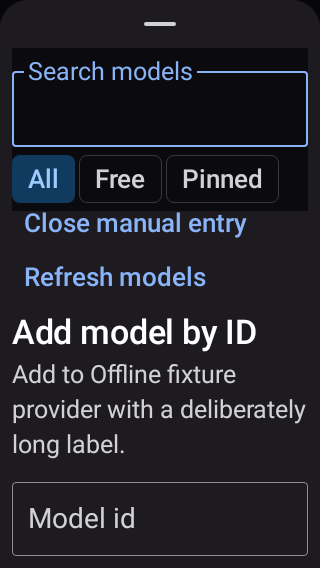 Search models
All Free Pinned
Close manual entry
Refresh models
Add model by ID
Add to Offline fixture
provider with a deliberately
long label.
Model id